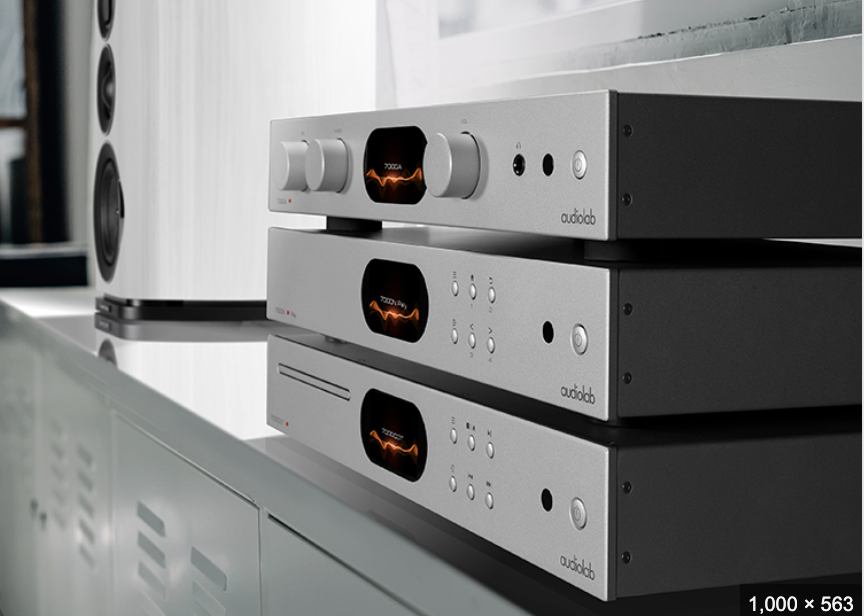 7000A
audiolab
7000N Play
audiolab
7000CDT
audiolab
1,000 × 563